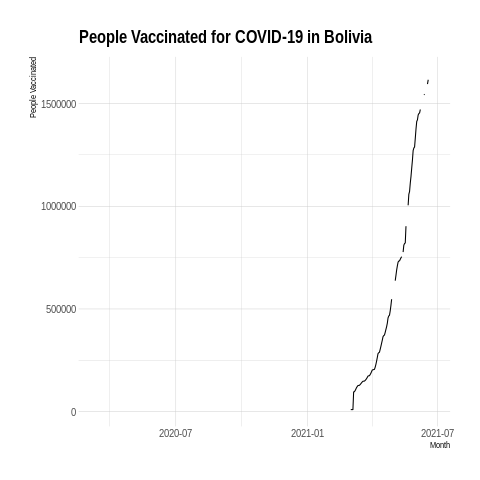 People Vaccinated for COVID-19 in Bolivia
People Vaccinated
1500000
1000000
500000
0
2020-07
2021-01
2021-07
Month